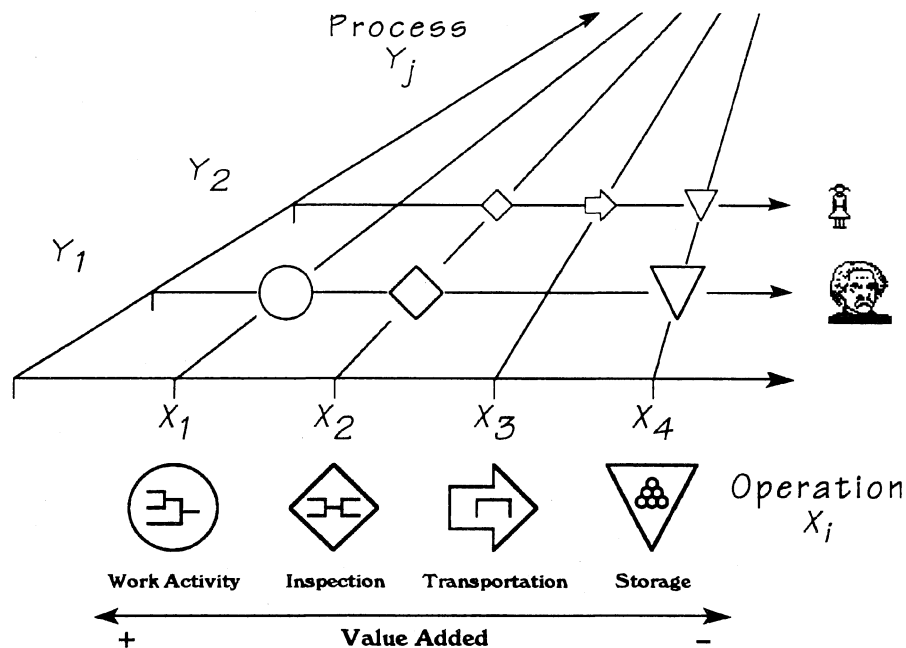 Process
Yj
Y2
Y1
X1 X2 X3 X4
Operation
Xi
Work Activity Inspection Transportation Storage
+ Value Added –